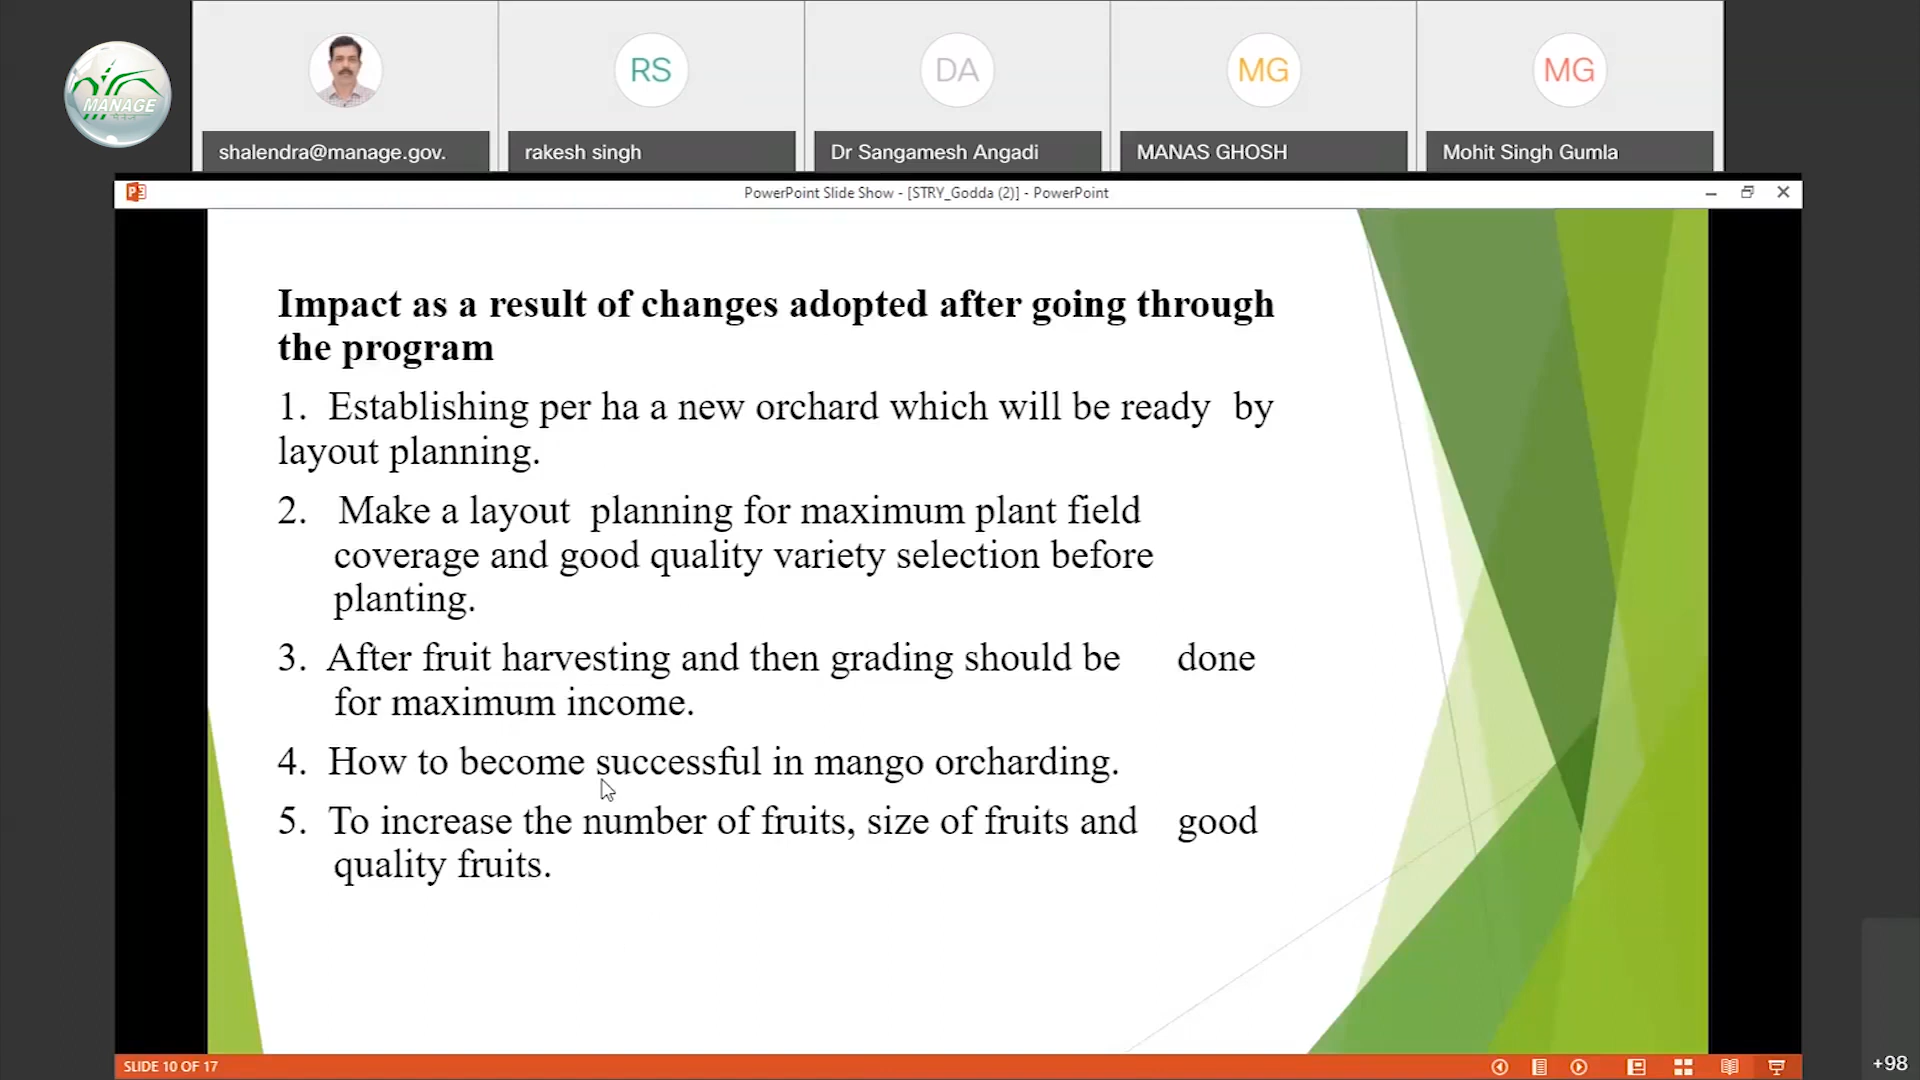 MANAGE
RS
DA
MG
MG
shalendra@manage.gov.
rakesh singh
Dr Sangamesh Angadi
MANAS GHOSH
Mohit Singh Gumla
PowerPoint Slide Show - [STRY_Godda (2)] - PowerPoint
Impact as a result of changes adopted after going through
the program
1. Establishing per ha a new orchard which will be ready by
layout planning.
2. Make a layout planning for maximum plant field
coverage and good quality variety selection before
planting.
3. After fruit harvesting and then grading should be done
for maximum income.
4. How to become successful in mango orcharding.
5. To increase the number of fruits, size of fruits and good
quality fruits.
SLIDE 10 OF 17
+98